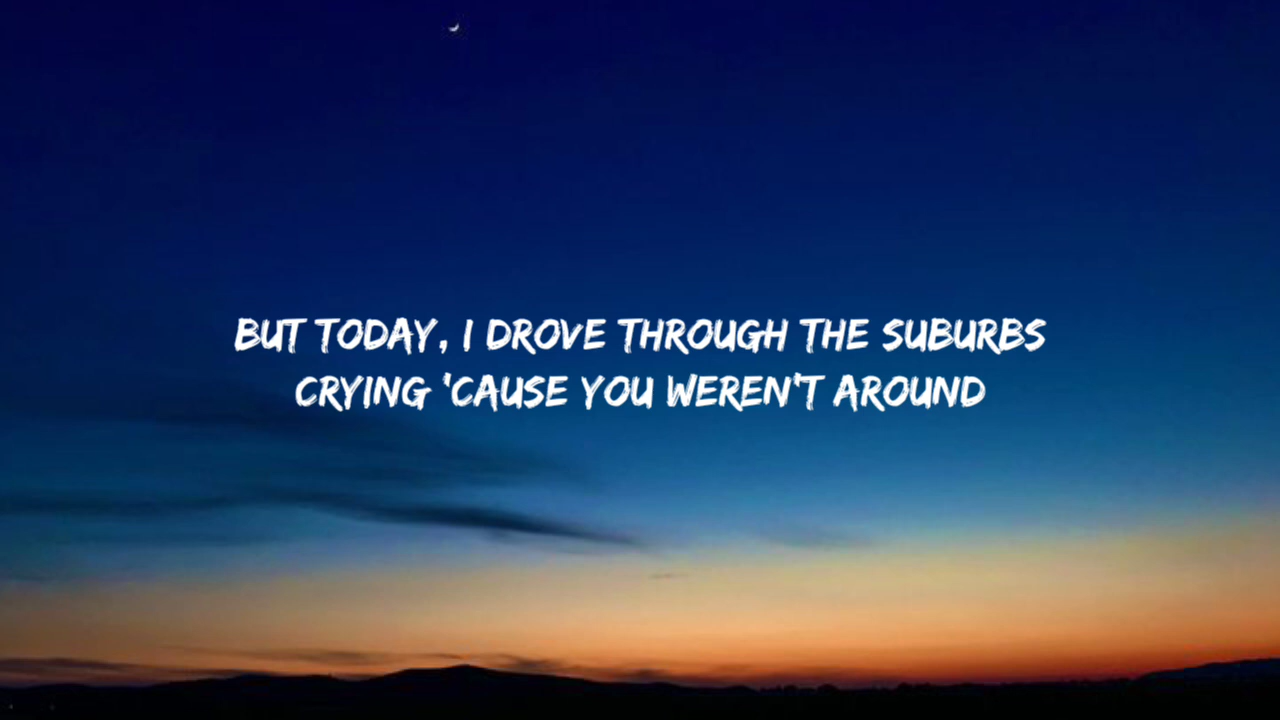 BUT TODAY, I DROVE THROUGH THE SUBURBS
CRYING 'CAUSE YOU WEREN'T AROUND